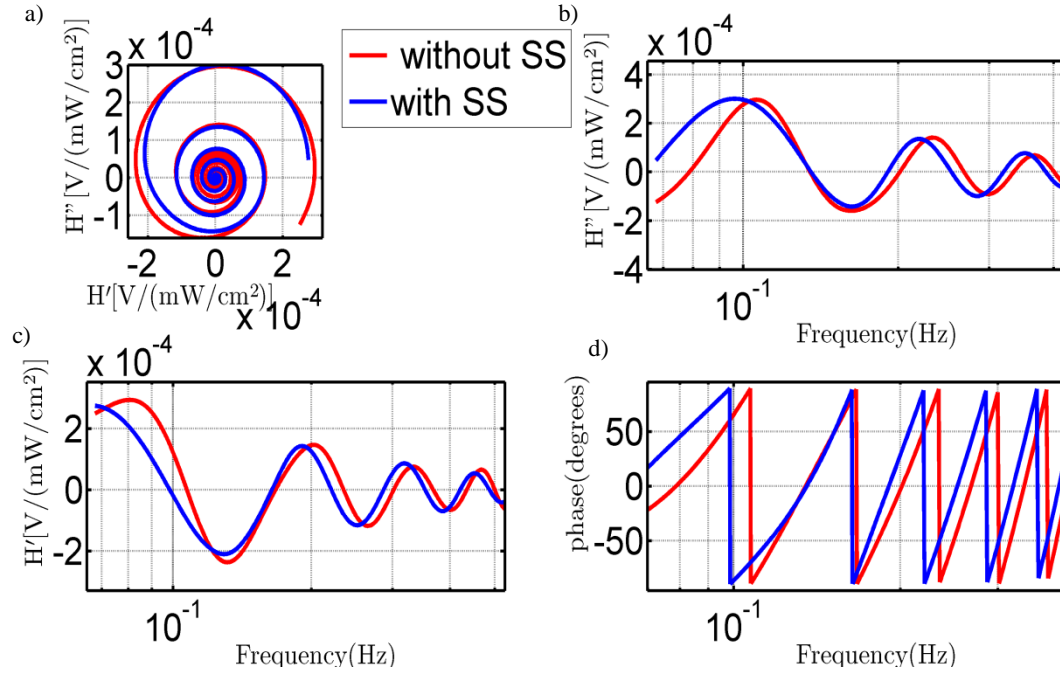 a)
x 10⁻⁴
3
2
1
0
-1
H'' [V/(mW/cm²)]
-2 0 2
H'[V/(mW/cm²)]
x 10⁻⁴
without SS
with SS
b)
x 10⁻⁴
4
2
0
-2
-4
H'' [V/(mW/cm²)]
10⁻¹
Frequency(Hz)
c)
x 10⁻⁴
2
0
-2
H'[V/(mW/cm²)]
10⁻¹
Frequency(Hz)
d)
50
0
-50
phase(degrees)
10⁻¹
Frequency(Hz)